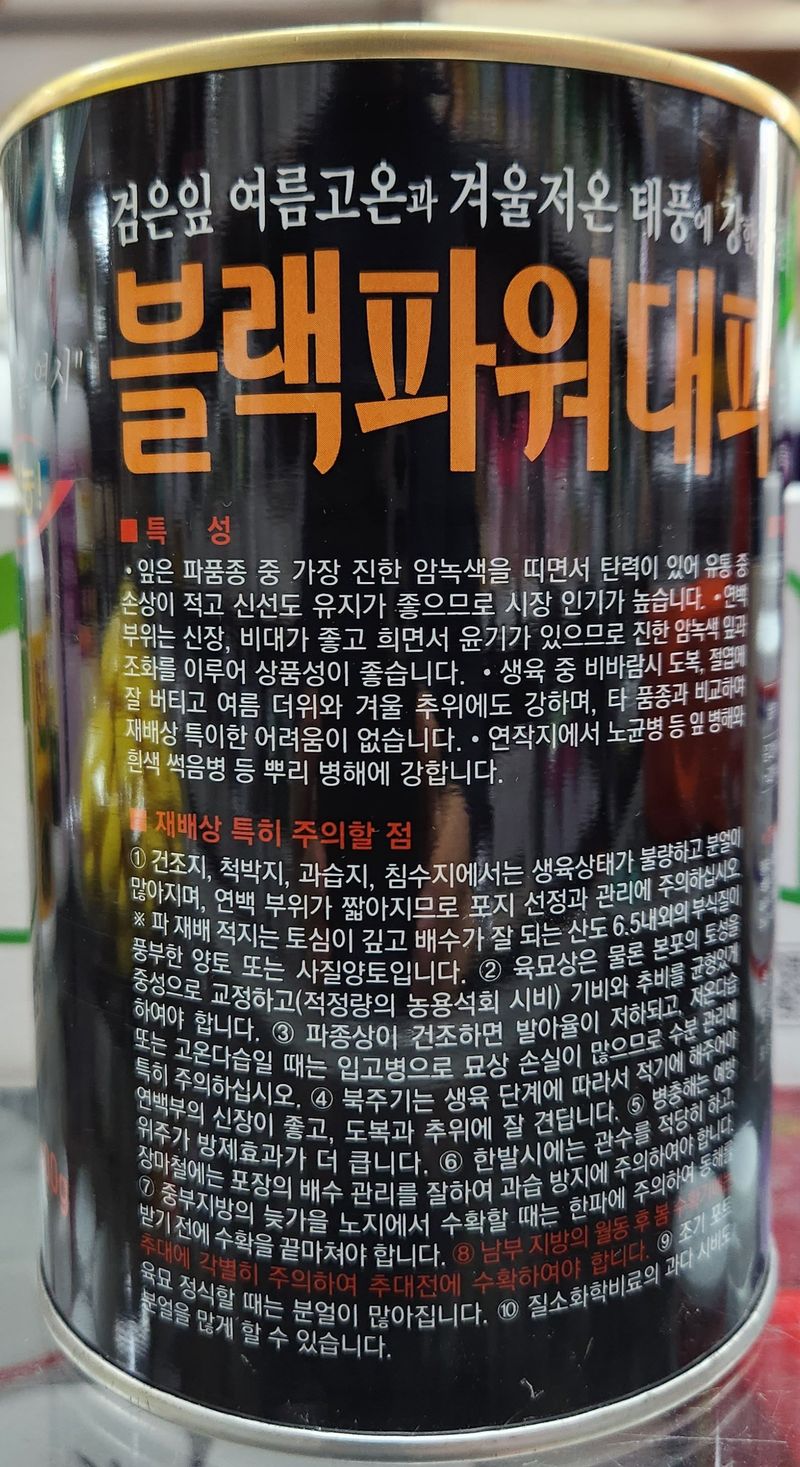 검은잎 여름고온과 겨울저온 태풍에 강한
블랙파워대파
■ 특 성
• 잎은 파품종 중 가장 진한 암녹색을 띠면서 탄력이 있어 유통 중
손상이 적고 신선도 유지가 좋으므로 시장 인기가 높습니다. • 연백
부위는 신장, 비대가 좋고 희면서 윤기가 있으므로 진한 암녹색 잎과
조화를 이루어 상품성이 좋습니다. • 생육 중 비바람시 도복, 절엽에
잘 버티고 여름 더위와 겨울 추위에도 강하며, 타 품종과 비교하여
재배상 특이한 어려움이 없습니다. • 연작지에서 노균병 등 잎 병해와
흰색 썩음병 등 뿌리 병해에 강합니다.
■ 재배상 특히 주의할 점
① 건조지, 척박지, 과습지, 침수지에서는 생육상태가 불량하고 분얼이
많아지며, 연백 부위가 짧아지므로 포지 선정과 관리에 주의하십시오.
※ 파 재배 적지는 토심이 깊고 배수가 잘 되는 산도 6.5내외의 부식질이
풍부한 양토 또는 사질양토입니다. ② 육묘상은 물론 본포의 토성을
중성으로 교정하고(적정량의 농용석회 시비) 기비와 추비를 균형있게
하여야 합니다. ③ 파종상이 건조하면 발아율이 저하되고, 저온다습
또는 고온다습일 때는 입고병으로 묘상 손실이 많으므로 수분 관리에
특히 주의하십시오. ④ 북주기는 생육 단계에 따라서 적기에 해주어야
연백부의 신장이 좋고, 도복과 추위에 잘 견딥니다. ⑤ 병충해는 예방
위주가 방제효과가 더 큽니다. ⑥ 한발시에는 관수를 적당히 하고,
장마철에는 포장의 배수 관리를 잘하여 과습 방지에 주의하여야 합니다.
⑦ 중부지방의 늦가을 노지에서 수확할 때는 한파에 주의하여 동해를
받기 전에 수확을 끝마쳐야 합니다. ⑧ 남부 지방의 월동 후 봄
추대에 각별히 주의하여 추대전에 수확하여야 합니다. ⑨ 조기
육묘 정식할 때는 분얼이 많아집니다. ⑩ 질소화학비료의 과다 시비도
분얼을 많게 할 수 있습니다.